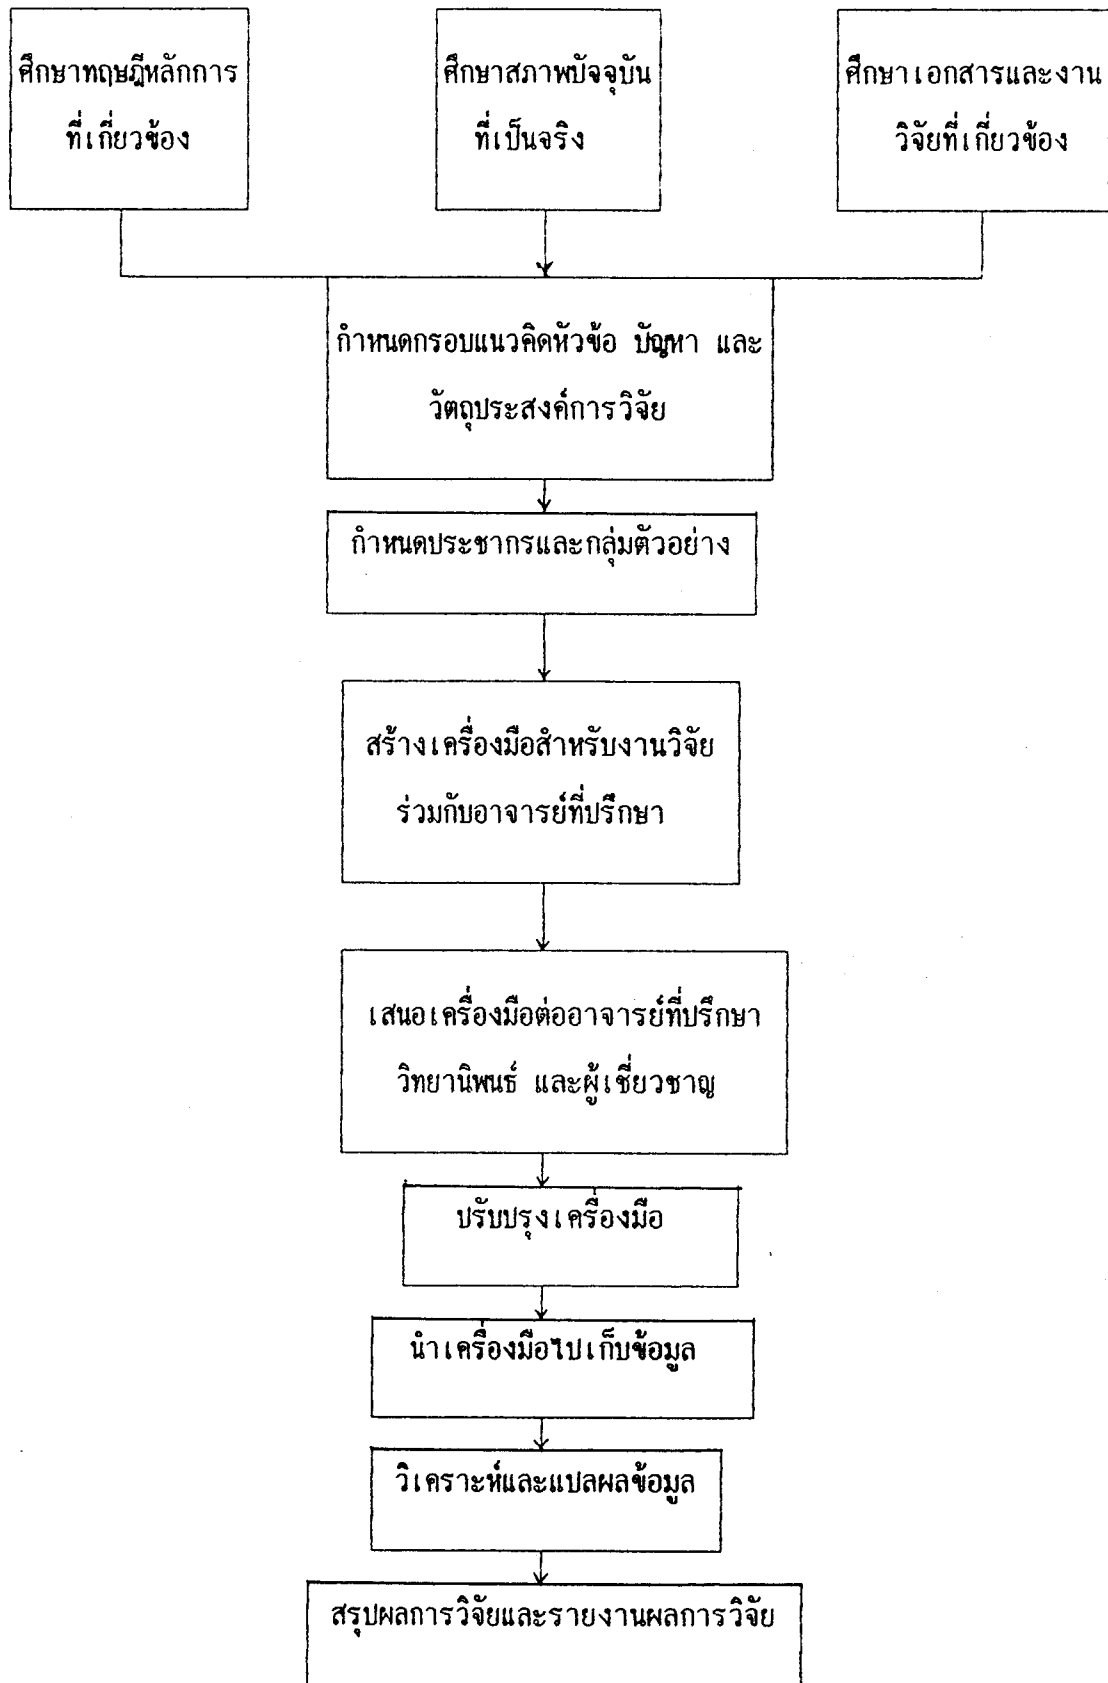 ศึกษาทฤษฎีหลักการ
ที่เกี่ยวข้อง
ศึกษาสภาพปัจจุบัน
ที่เป็นจริง
ศึกษาเอกสารและงาน
วิจัยที่เกี่ยวข้อง
กำหนดกรอบแนวคิดหัวข้อ ปัญหา และ
วัตถุประสงค์การวิจัย
กำหนดประชากรและกลุ่มตัวอย่าง
สร้างเครื่องมือสำหรับงานวิจัย
ร่วมกับอาจารย์ที่ปรึกษา
เสนอเครื่องมือต่ออาจารย์ที่ปรึกษา
วิทยานิพนธ์ และผู้เชี่ยวชาญ
ปรับปรุงเครื่องมือ
นำเครื่องมือไปเก็บข้อมูล
วิเคราะห์และแปลผลข้อมูล
สรุปผลการวิจัยและรายงานผลการวิจัย